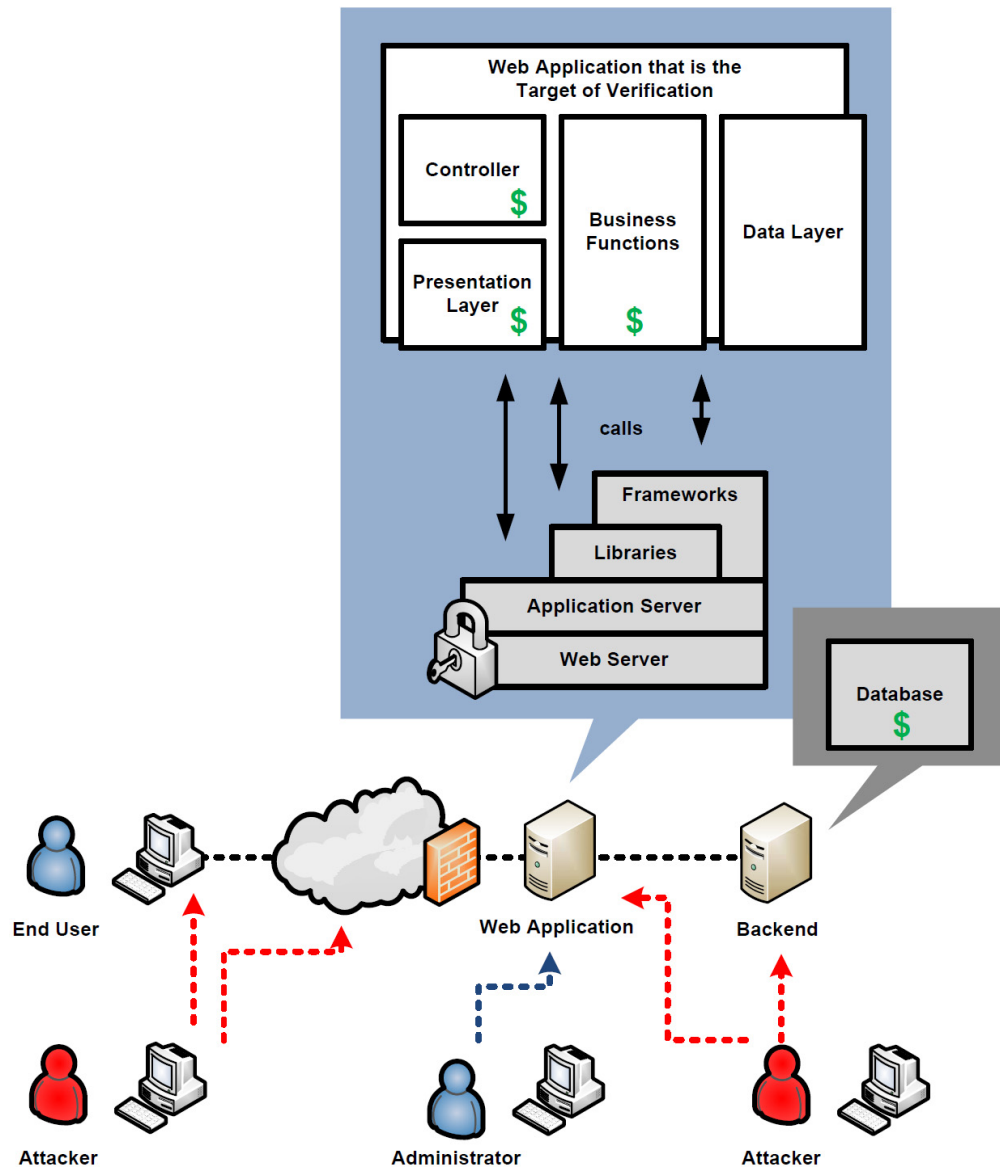 Web Application that is the
Target of Verification
Controller
$
Presentation
Layer
$
Business
Functions
$
Data Layer
calls
Frameworks
Libraries
Application Server
Web Server
Database
$
End User
Web Application
Backend
Attacker
Administrator
Attacker